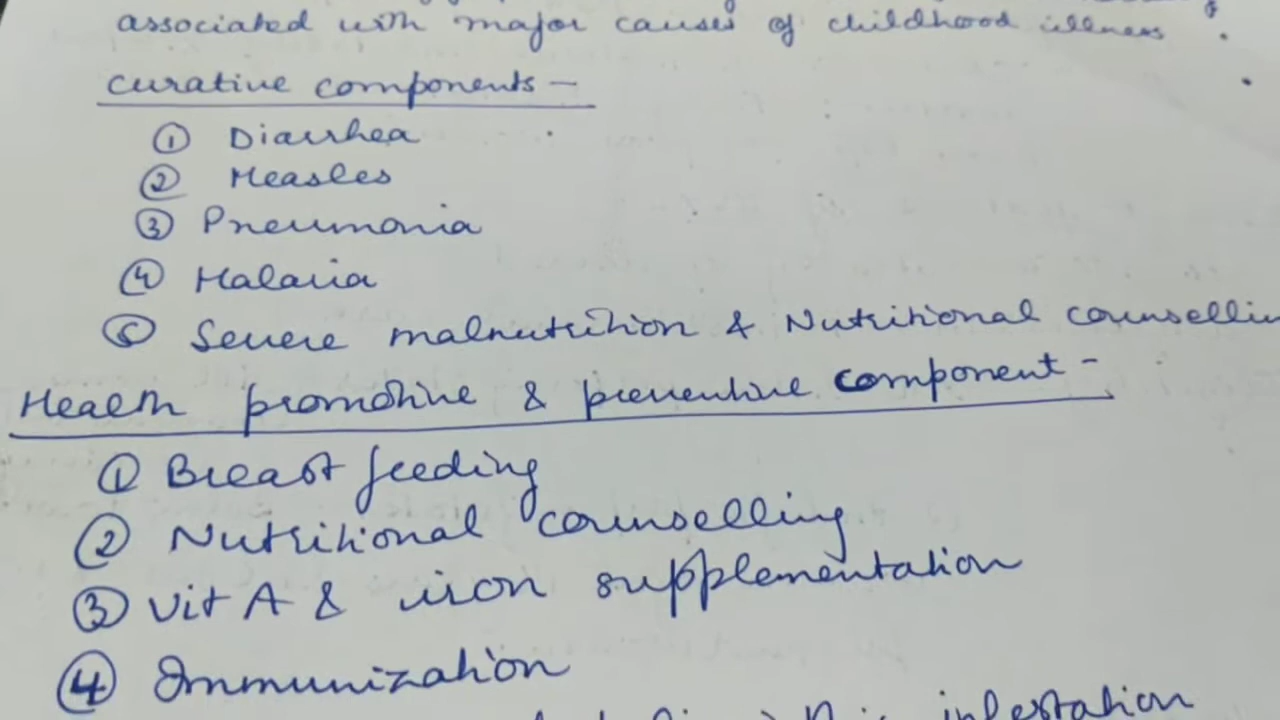 associated with major causes of childhood illness.
Curative components -
① Diarrhea
② Measles
③ Pneumonia
④ Malaria
⑤ Severe malnutrition & Nutritional counsellin
Health promotive & preventive component -
① Breast feeding
② Nutritional counselling
③ Vit A & iron supplementation
④ Immunization
infestation